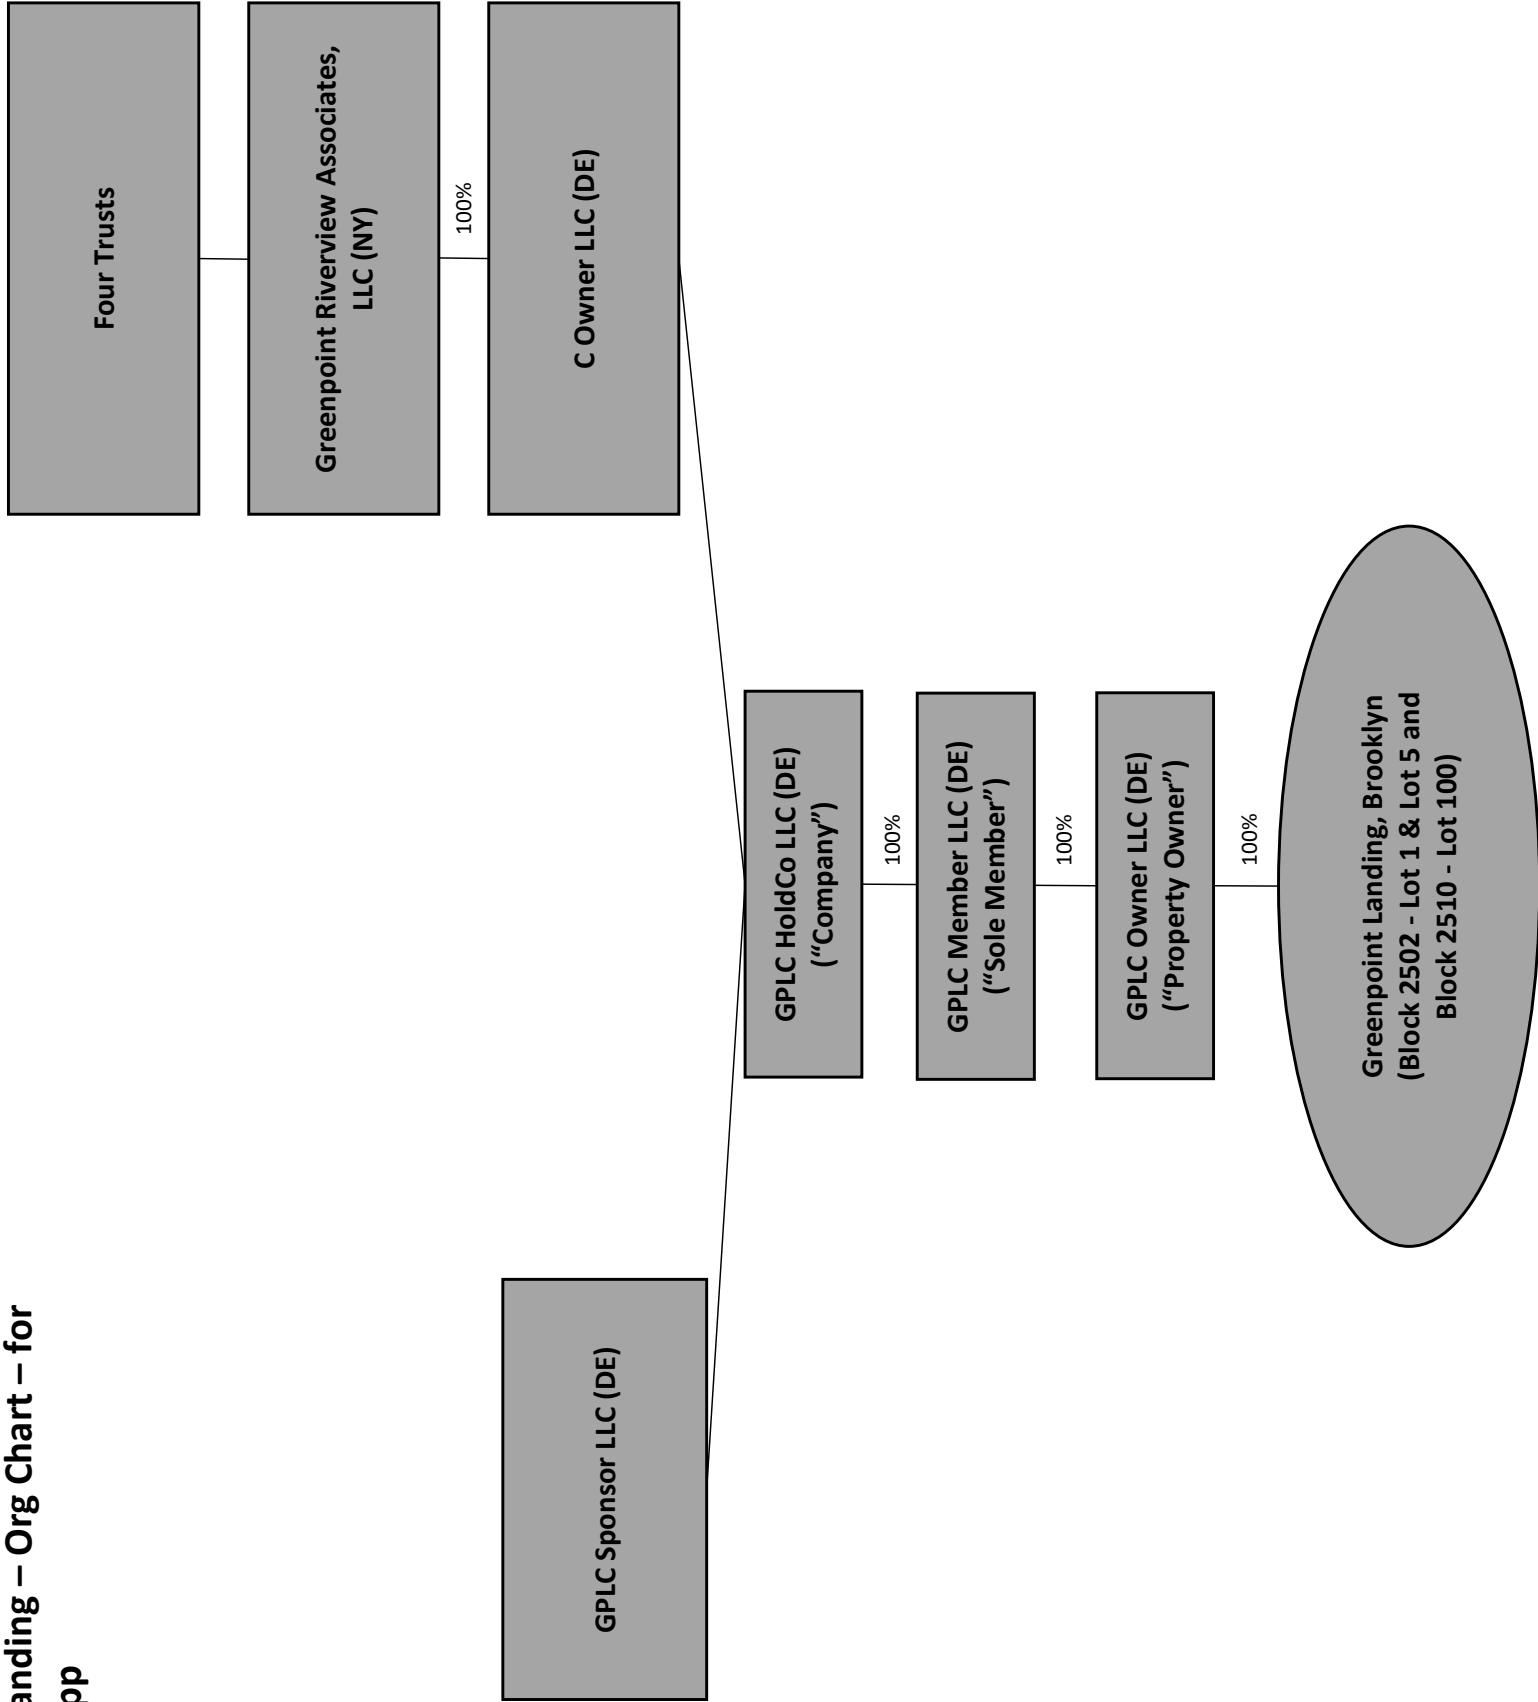 anding – Org Chart – for
pp
Four Trusts
Greenpoint Riverview Associates,
LLC (NY)
100%
GPLC Sponsor LLC (DE)
C Owner LLC (DE)
GPLC HoldCo LLC (DE)
(“Company”)
100%
GPLC Member LLC (DE)
(“Sole Member”)
100%
GPLC Owner LLC (DE)
(“Property Owner”)
100%
Greenpoint Landing, Brooklyn
(Block 2502 - Lot 1 & Lot 5 and
Block 2510 - Lot 100)